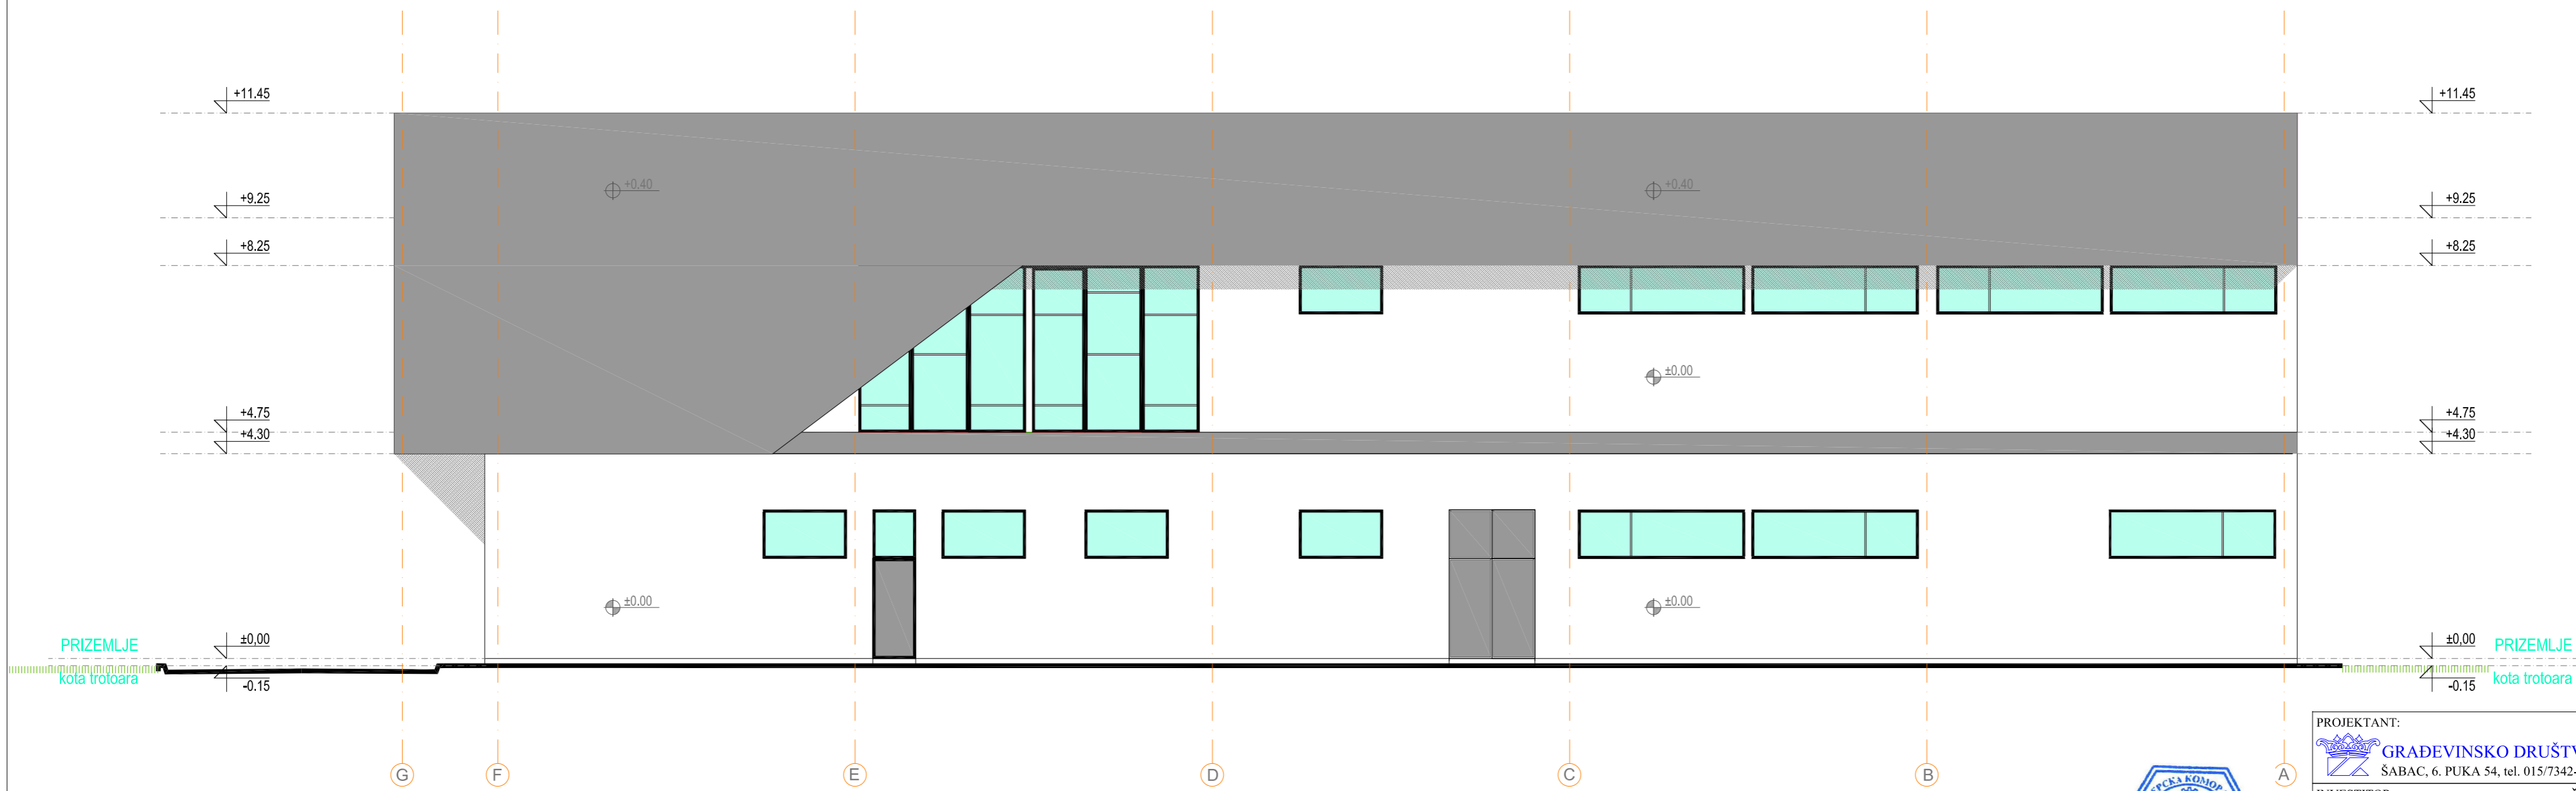 +11.45
+11.45
+0.40
+0.40
+9.25
+9.25
+8.25
+8.25
±0.00
+4.75
+4.75
+4.30
+4.30
±0.00
±0.00
PRIZEMLJE
±0,00
±0,00
PRIZEMLJE
kota trotoara
-0.15
-0.15
kota trotoara
G
F
E
D
C
B
A
PROJEKTANT:
GRAĐEVINSKO
ŠABAC, 6. PUKA 54, tel. 015/7342-